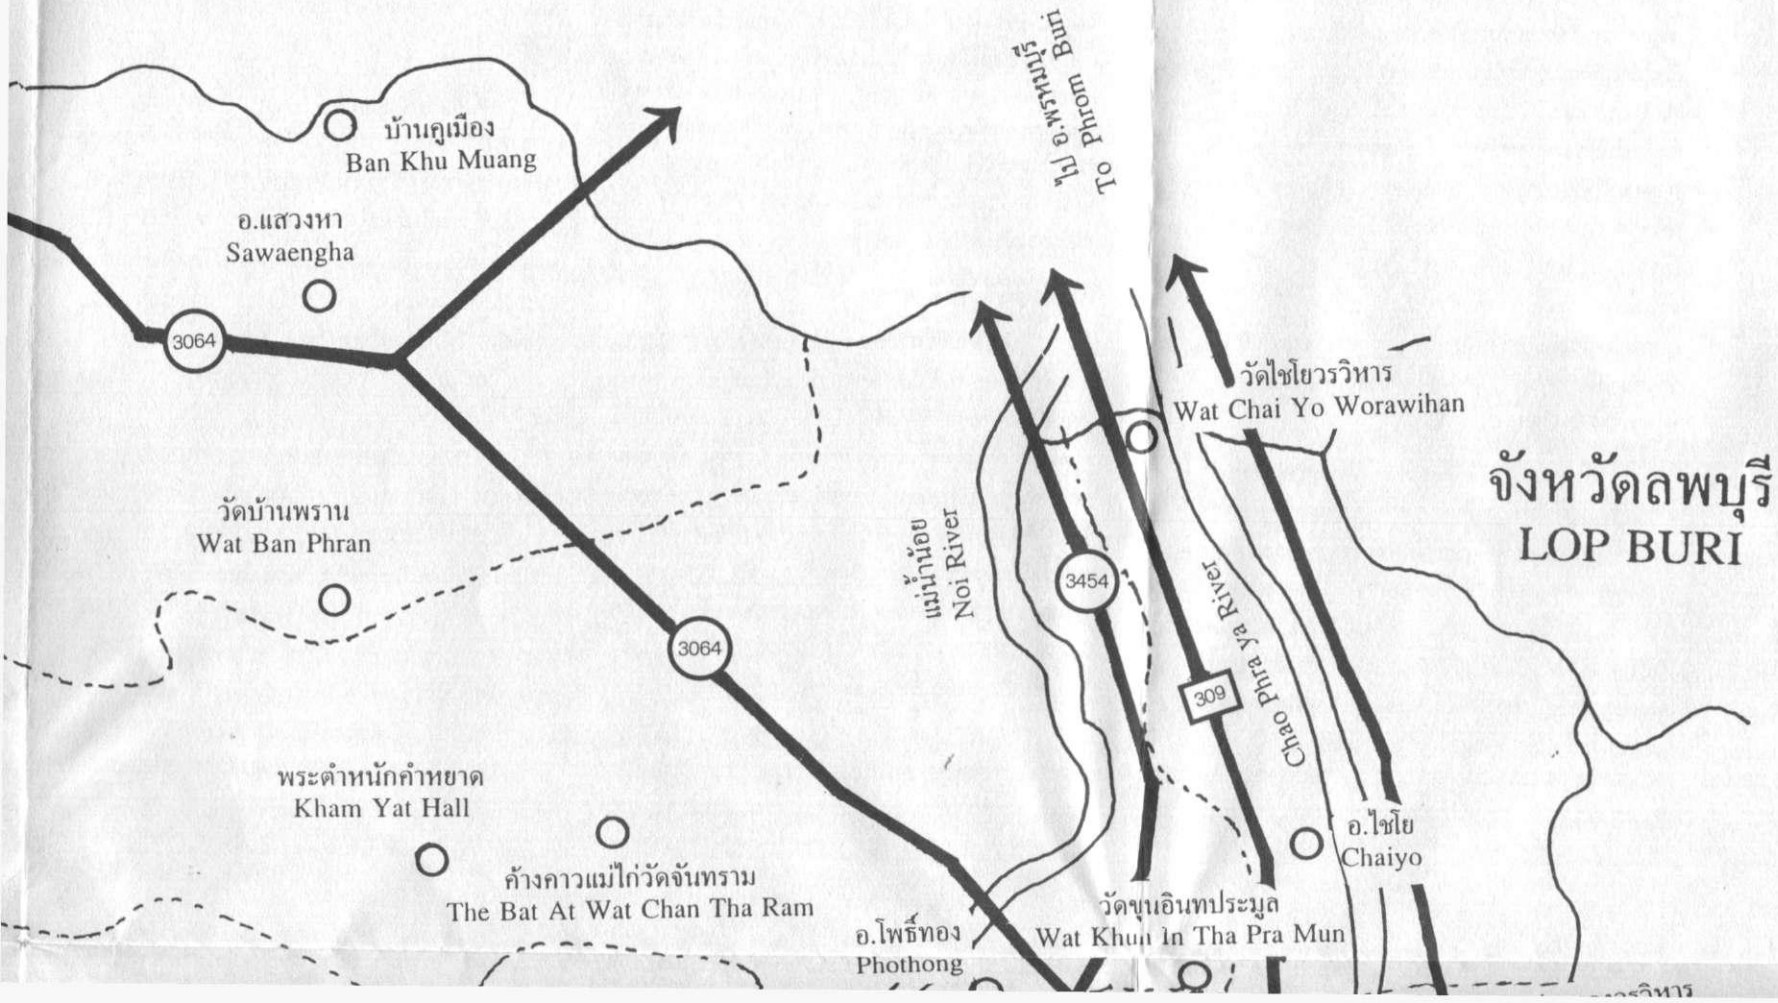 ไป อ.พรหมบุรี
To Phrom Buri
บ้านคูเมือง
Ban Khu Muang
อ.แสวงหา
Sawaengha
3064
วัดไชโยวรวิหาร
Wat Chai Yo Worawihan
จังหวัดลพบุรี
LOP BURI
วัดบ้านพราน
Wat Ban Phran
แม่น้ำน้อย
Noi River
3454
Chao Phra ya River
3064
309
พระตำหนักคำหยาด
Kham Yat Hall
อ.ไชโย
Chaiyo
ค้างคาวแม่ไก่วัดจันทราม
The Bat At Wat Chan Tha Ram
วัดขุนอินทประมูล
Wat Khun In Tha Pra Mun
อ.โพธิ์ทอง
Phothong